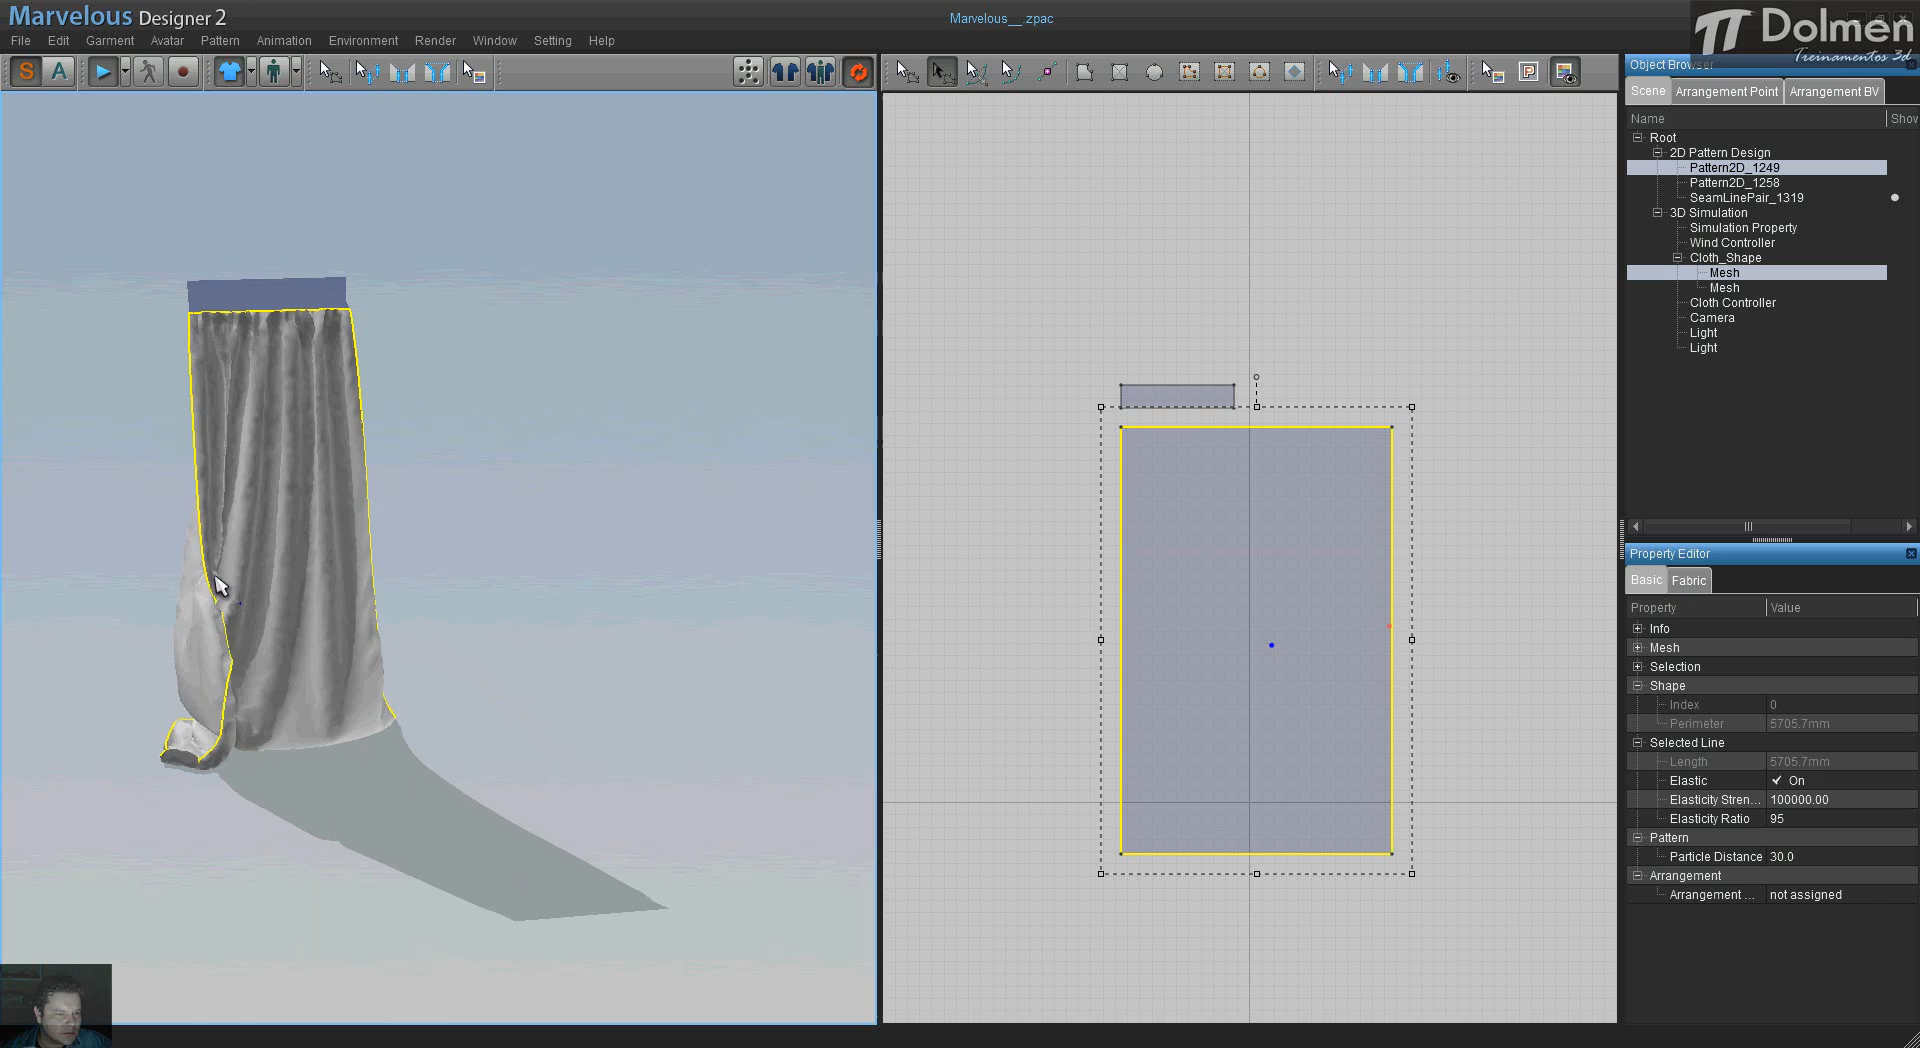 Marvelous Designer 2
Marvelous__.zpac
Dolmen
Treinamentos 3d
File Edit Garment Avatar Pattern Animation Environment Render Window Setting Help
S A
P
Object Browser
Scene Arrangement Point Arrangement BV
Name Show
Root
2D Pattern Design
Pattern2D_1249
Pattern2D_1258
SeamLinePair_1319
3D Simulation
Simulation Property
Wind Controller
Cloth_Shape
Mesh
Mesh
Cloth Controller
Camera
Light
Light
Property Editor
Basic Fabric
Property Value
Info
Mesh
Selection
Shape
Index 0
Perimeter 5705.7mm
Selected Line
Length 5705.7mm
Elastic On
Elasticity Stren... 100000.00
Elasticity Ratio 95
Pattern
Particle Distance 30.0
Arrangement
Arrangement ... not assigned